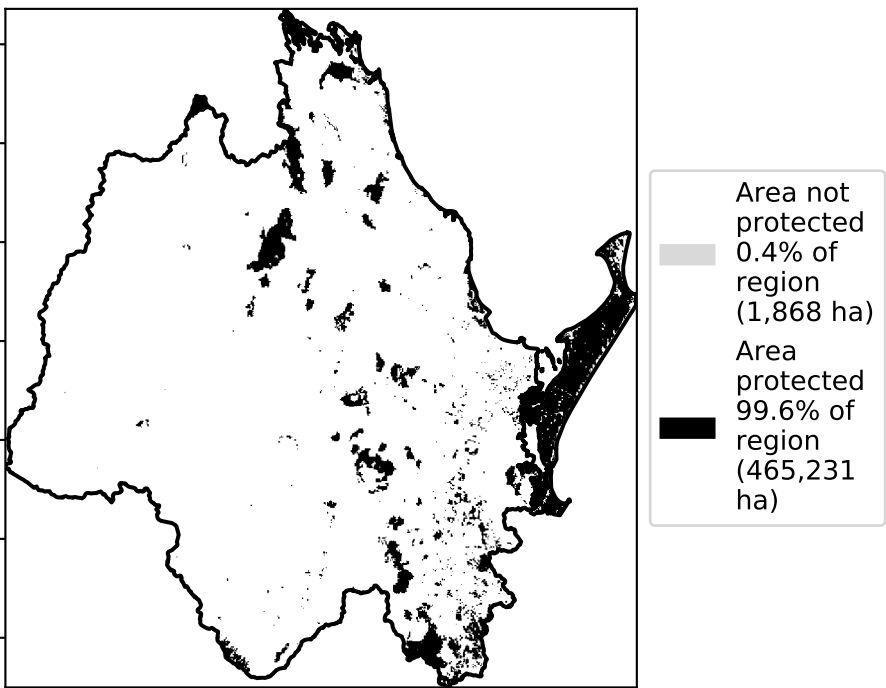 Area not
protected
0.4% of
region
(1,868 ha)
Area
protected
99.6% of
region
(465,231
ha)